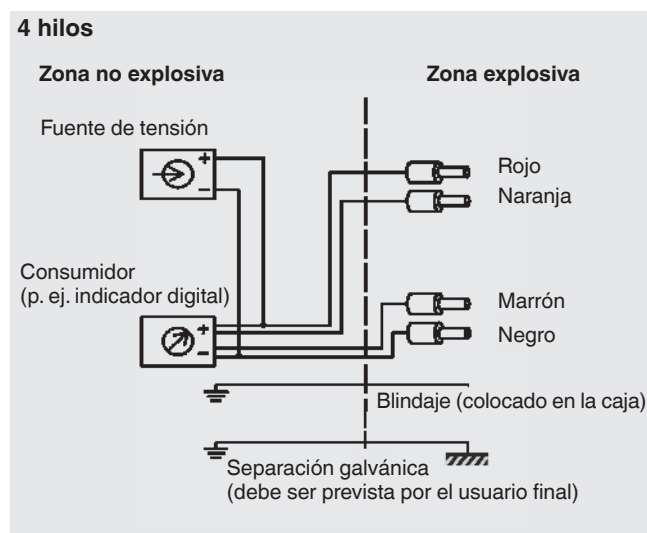 4 hilos
Zona no explosiva
Zona explosiva
Fuente de tensión
+
−
Rojo
Naranja
Consumidor
(p. ej. indicador digital)
+
−
Marrón
Negro
Blindaje (colocado en la caja)
Separación galvánica
(debe ser prevista por el usuario final)